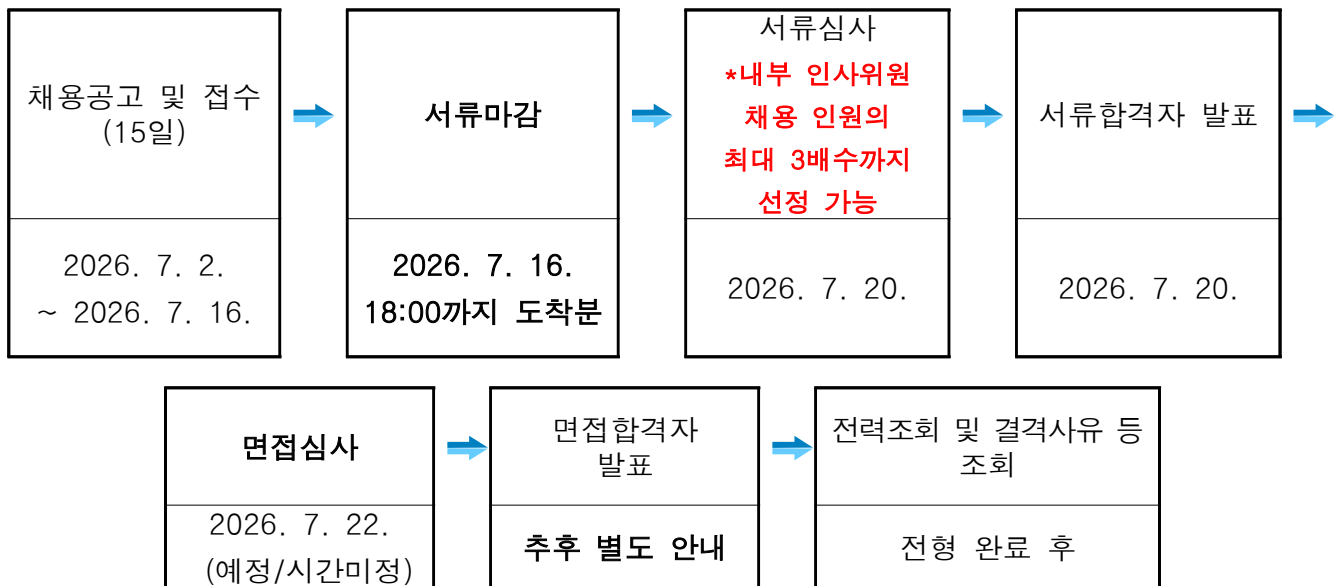 채용공고 및 접수
(15일)
2026. 7. 2.
~ 2026. 7. 16.
서류마감
2026. 7. 16.
18:00까지 도착분
서류심사
*내부 인사위원
채용 인원의
최대 3배수까지
선정 가능
2026. 7. 20.
서류합격자 발표
2026. 7. 20.
면접심사
2026. 7. 22.
(예정/시간미정)
면접합격자
발표
추후 별도 안내
전력조회 및 결격사유 등
조회
전형 완료 후